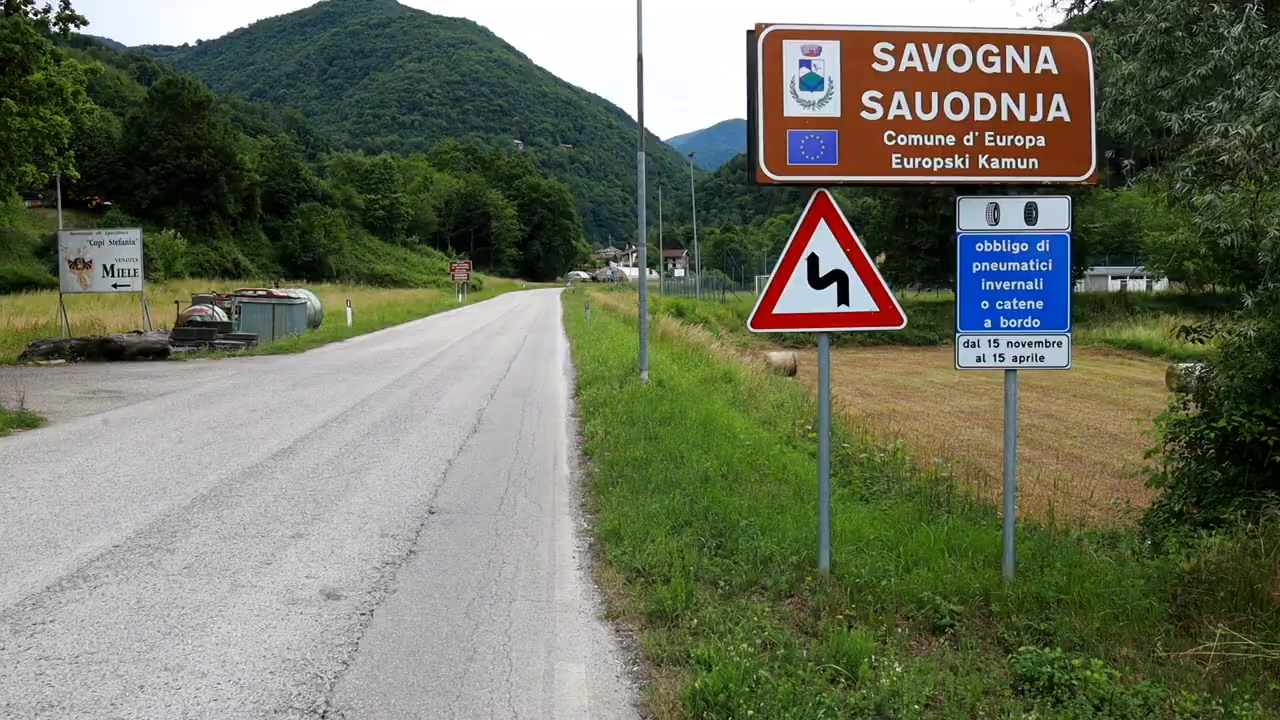 SAVOGNA
SAUODNJA
Comune d' Europa
Europski Kamun
obbligo di
pneumatici
invernali
o catene
a bordo
dal 15 novembre
al 15 aprile
"Copi Stefania"
VENDITA
MIELE